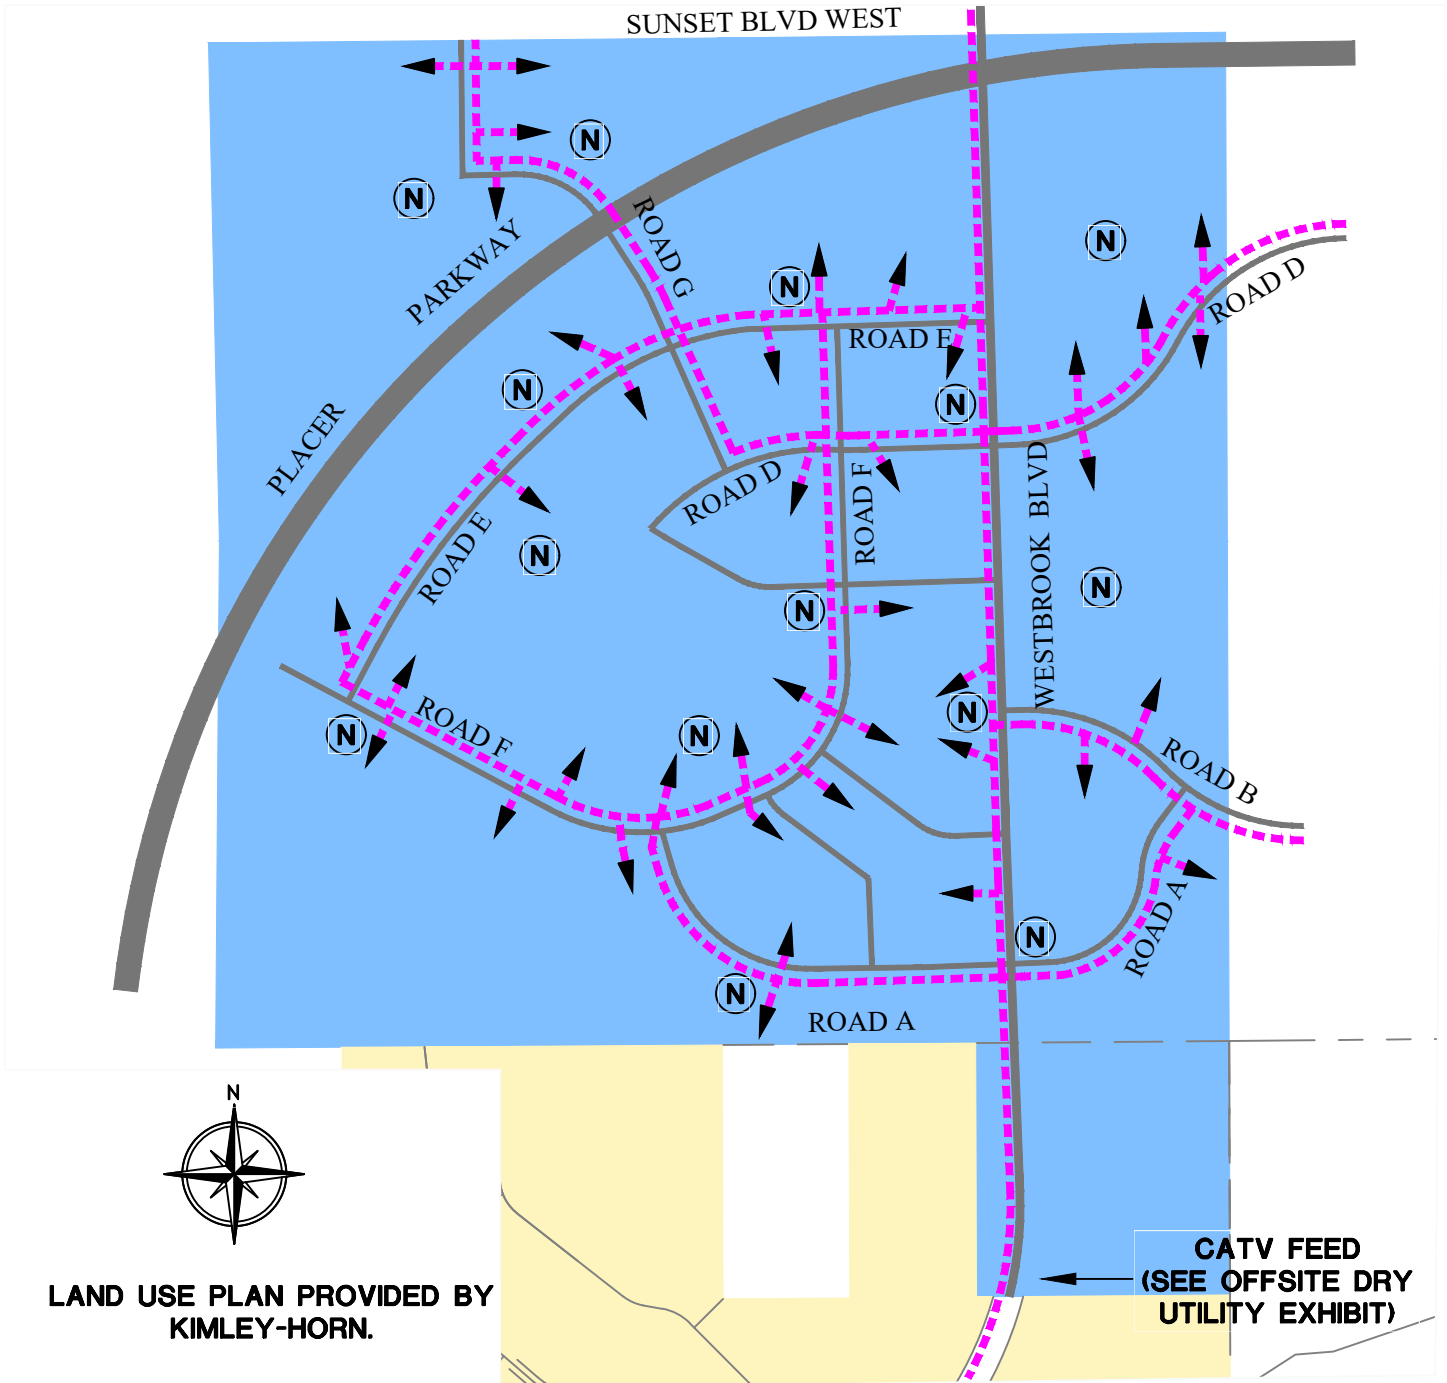 SUNSET BLVD WEST
N
N
ROAD G
PARKWAY
N
N
ROAD D
ROAD E
N
N
PLACER
ROAD D
ROAD F
WESTBROOK BLVD
ROAD E
N
N
N
ROAD F
N
N
N
ROAD B
ROAD A
N
N
ROAD A
N
LAND USE PLAN PROVIDED BY
KIMLEY-HORN.
CATV FEED
(SEE OFFSITE DRY
UTILITY EXHIBIT)